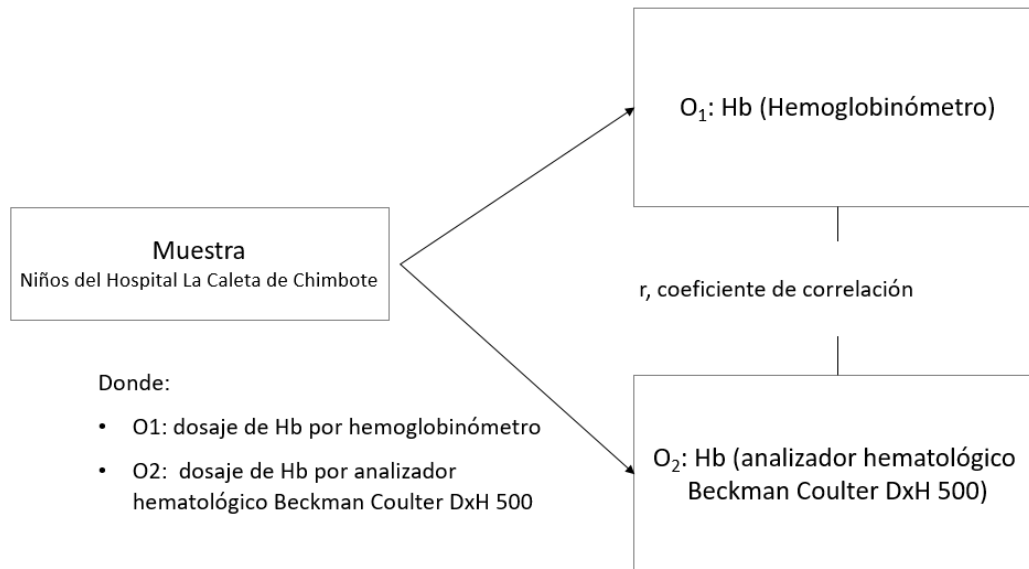 O₁: Hb (Hemoglobinómetro)
Muestra
Niños del Hospital La Caleta de Chimbote
r, coeficiente de correlación
Donde:
• O1: dosaje de Hb por hemoglobinómetro
• O2: dosaje de Hb por analizador
hematológico Beckman Coulter DxH 500
O₂: Hb (analizador hematológico
Beckman Coulter DxH 500)